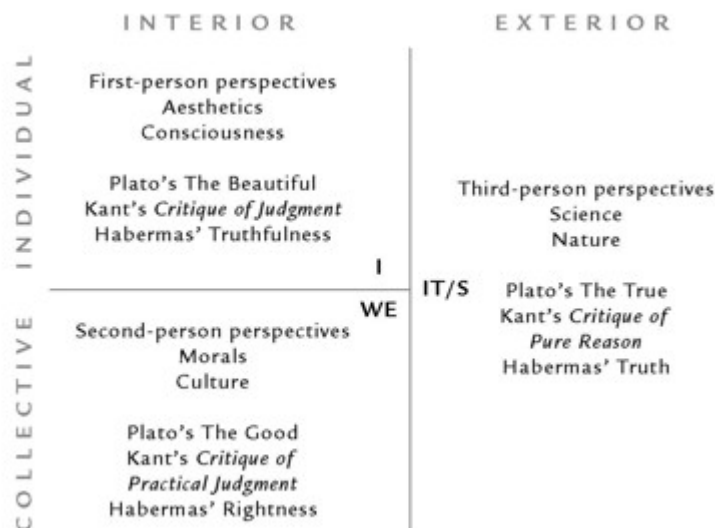 INTERIOR
EXTERIOR
INDIVIDUAL
First-person perspectives
Aesthetics
Consciousness
Plato's The Beautiful
Kant's Critique of Judgment
Habermas' Truthfulness
I
WE
IT/S
Third-person perspectives
Science
Nature
Plato's The True
Kant's Critique of
Pure Reason
Habermas' Truth
COLLECTIVE
Second-person perspectives
Morals
Culture
Plato's The Good
Kant's Critique of
Practical Judgment
Habermas' Rightness